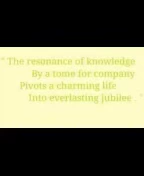 " The resonance of knowledge
By a tome for company
Pivots a charming life
Into everlasting jubilee . "